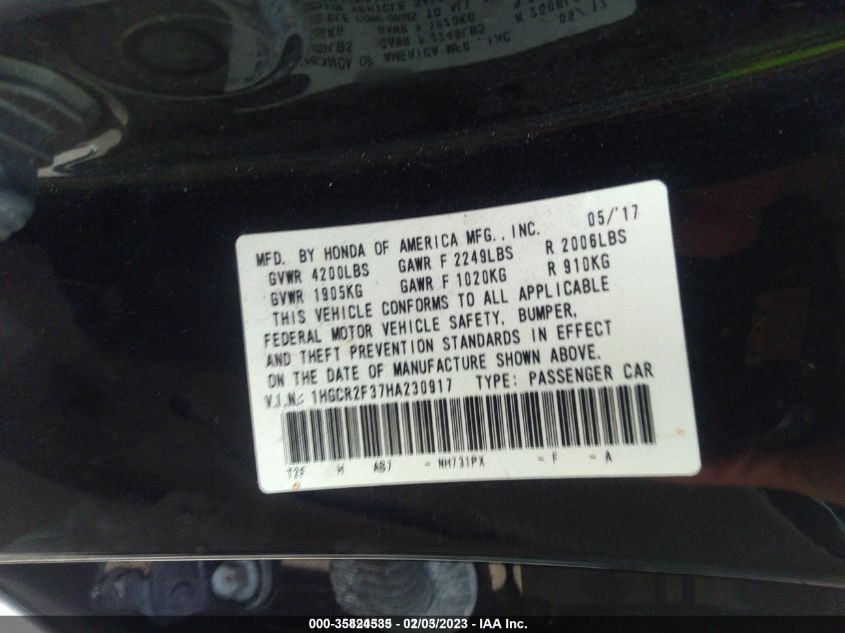 MFD. BY HONDA OF AMERICA MFG., INC. 05/'17
GVWR 4200LBS GAWR F 2249LBS R 2006LBS
GVWR 1905KG GAWR F 1020KG R 910KG
THIS VEHICLE CONFORMS TO ALL APPLICABLE
FEDERAL MOTOR VEHICLE SAFETY, BUMPER,
AND THEFT PREVENTION STANDARDS IN EFFECT
ON THE DATE OF MANUFACTURE SHOWN ABOVE.
V.I.N.: 1HGCR2F37HA230917 TYPE: PASSENGER CAR
T2F M AB7 = NH731PX = F = A
000-35824535 - 02/03/2023 - IAA Inc.